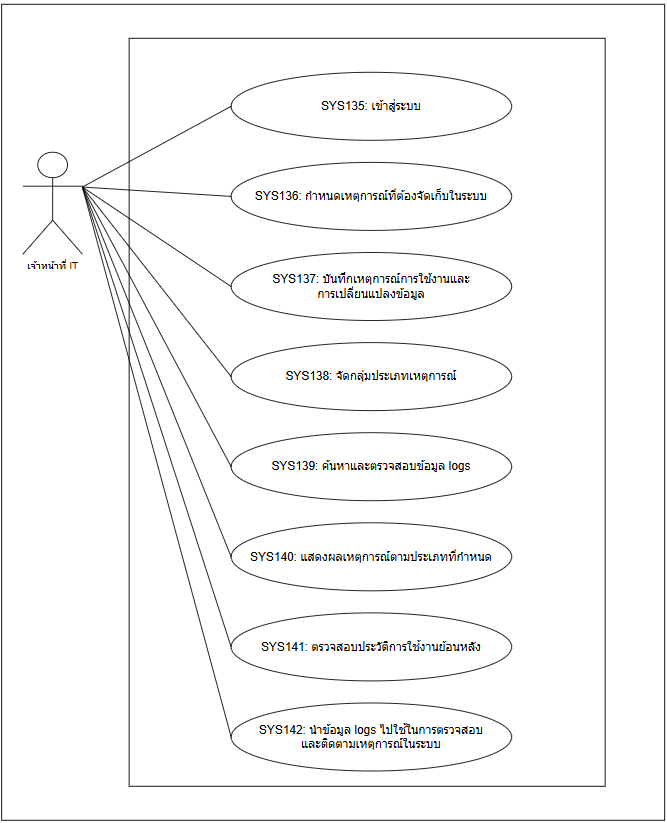 SYS135: เข้าสู่ระบบ
SYS136: กำหนดเหตุการณ์ที่ต้องจัดเก็บในระบบ
เจ้าหน้าที่ IT
SYS137: บันทึกเหตุการณ์การใช้งานและ
การเปลี่ยนแปลงข้อมูล
SYS138: จัดกลุ่มประเภทเหตุการณ์
SYS139: ค้นหาและตรวจสอบข้อมูล logs
SYS140: แสดงผลเหตุการณ์ตามประเภทที่กำหนด
SYS141: ตรวจสอบประวัติการใช้งานย้อนหลัง
SYS142: นำข้อมูล logs ไปใช้ในการตรวจสอบ
และติดตามเหตุการณ์ในระบบ